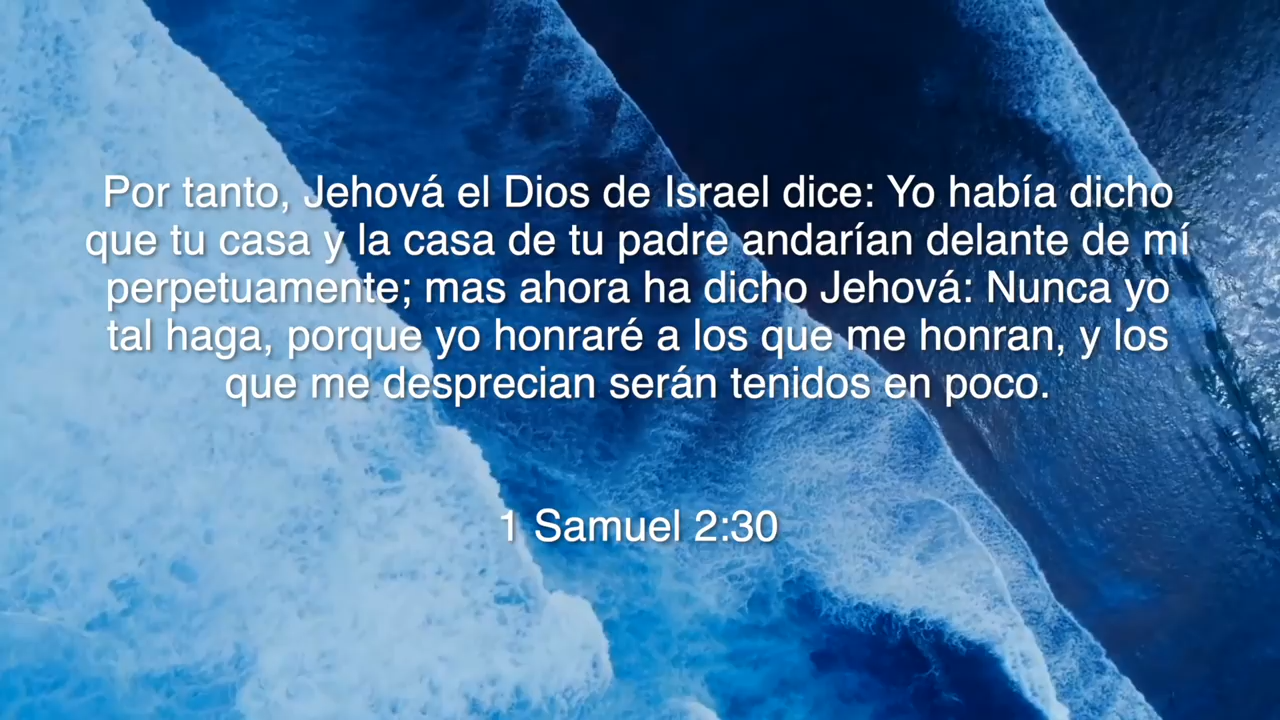 Por tanto, Jehová el Dios de Israel dice: Yo había dicho
que tu casa y la casa de tu padre andarían delante de mí
perpetuamente; mas ahora ha dicho Jehová: Nunca yo
tal haga, porque yo honraré a los que me honran, y los
que me desprecian serán tenidos en poco.
1 Samuel 2:30